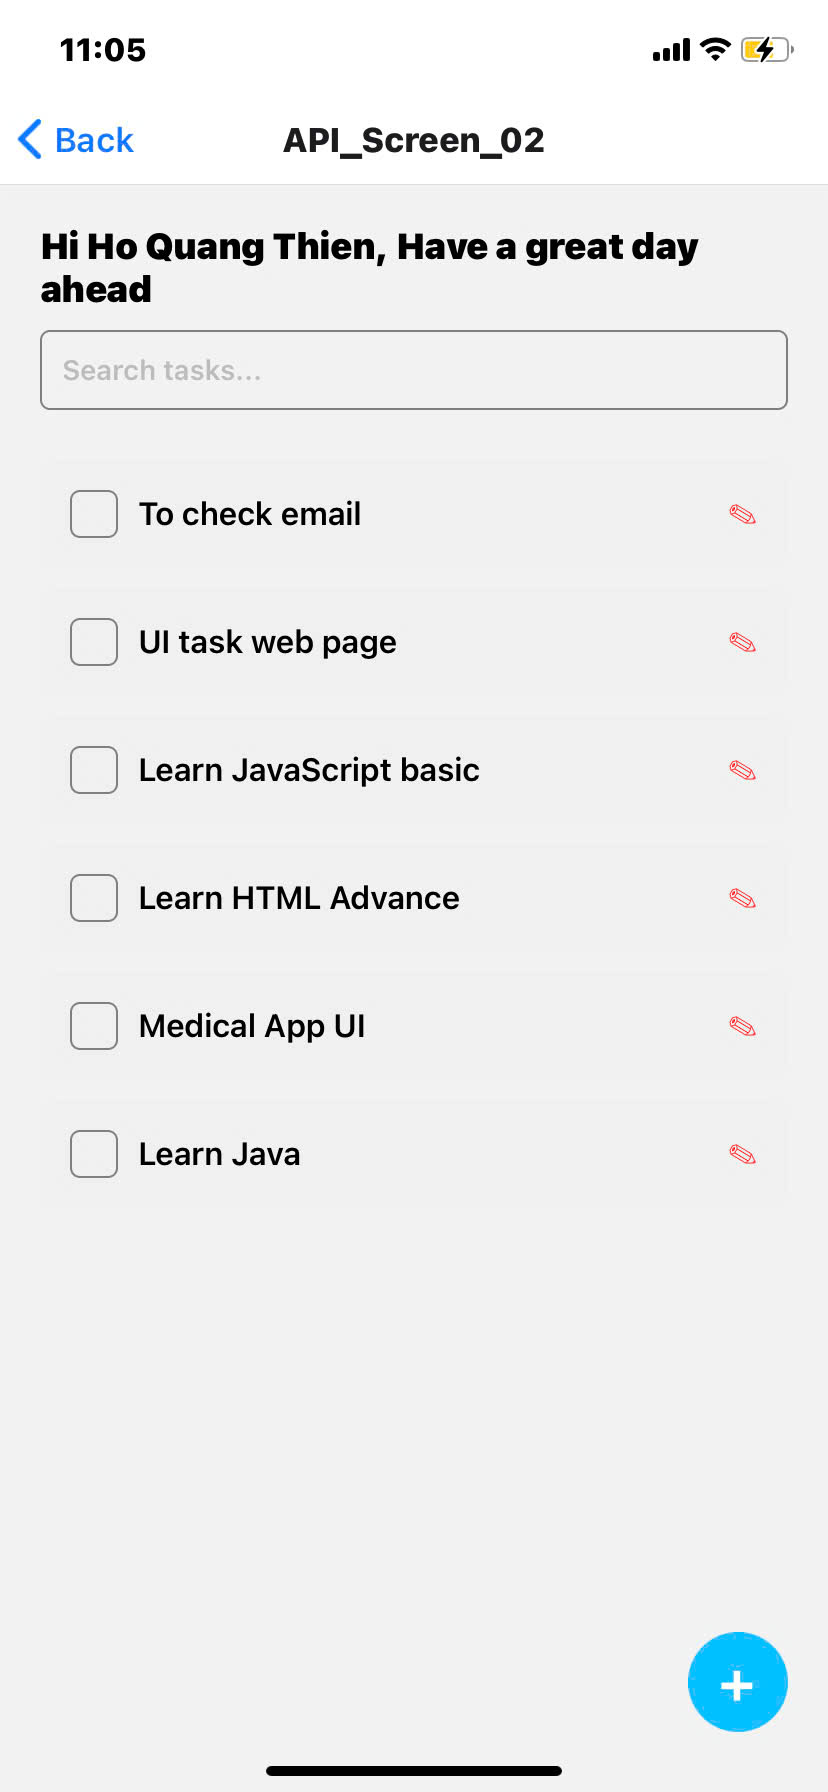 11:05
Back
API_Screen_02
Hi Ho Quang Thien, Have a great day
ahead
Search tasks...
To check email
UI task web page
Learn JavaScript basic
Learn HTML Advance
Medical App UI
Learn Java
+